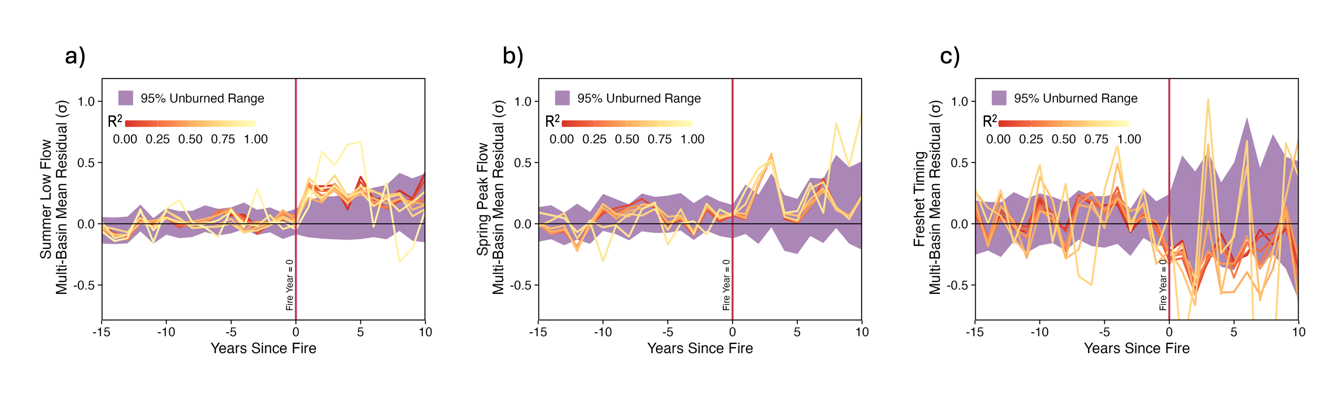 a)
Summer Low Flow
Multi-Basin Mean Residual (σ)
95% Unburned Range
R²
0.00 0.25 0.50 0.75 1.00
1.0
0.5
0.0
-0.5
Fire Year = 0
-15 -10 -5 0 5 10
Years Since Fire
b)
Spring Peak Flow
Multi-Basin Mean Residual (σ)
95% Unburned Range
R²
0.00 0.25 0.50 0.75 1.00
1.0
0.5
0.0
-0.5
Fire Year = 0
-15 -10 -5 0 5 10
Years Since Fire
c)
Freshet Timing
Multi-Basin Mean Residual (σ)
95% Unburned Range
R²
0.00 0.25 0.50 0.75 1.00
1.0
0.5
0.0
-0.5
Fire Year = 0
-15 -10 -5 0 5 10
Years Since Fire